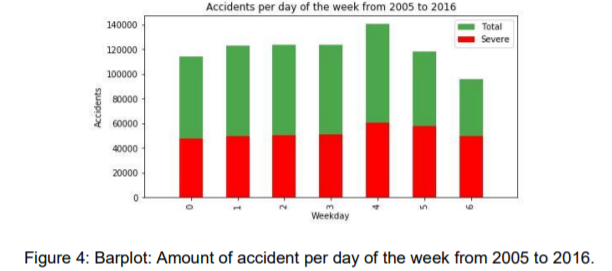 Accidents per day of the week from 2005 to 2016
140000
120000
100000
80000
60000
40000
20000
0
Accidents
Total
Severe
0 1 2 3 4 5 6
Weekday
Figure 4: Barplot: Amount of accident per day of the week from 2005 to 2016.